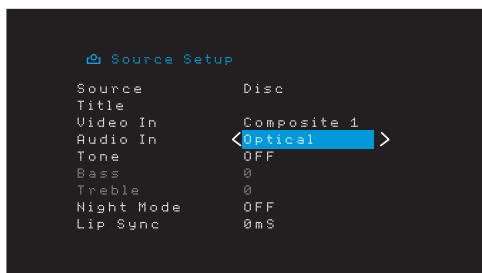 Source Setup
Source Disc
Title
Video In Composite 1
Audio In Optical
Tone OFF
Bass 0
Treble 0
Night Mode OFF
Lip Sync 0mS